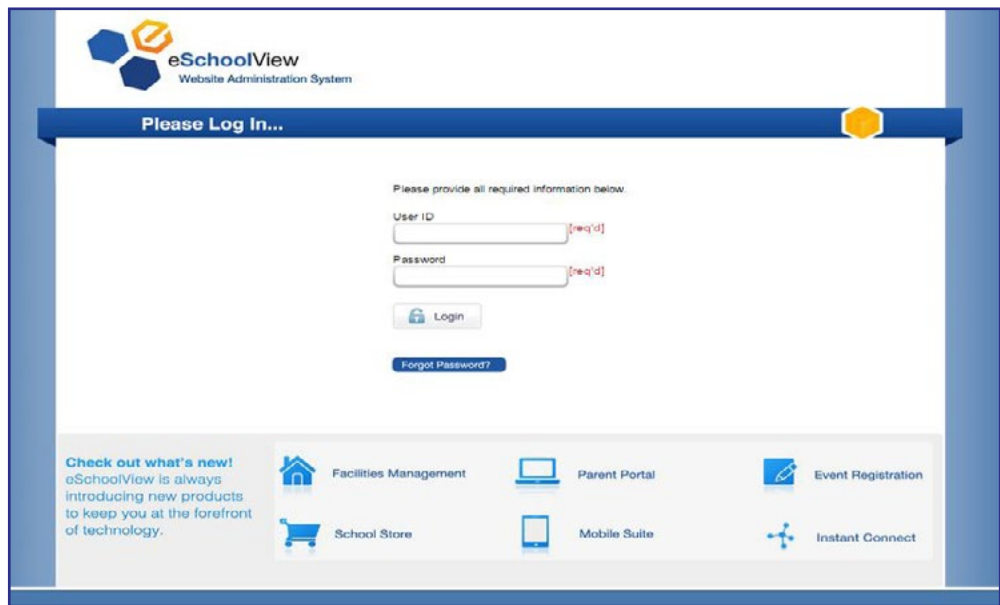 eSchoolView
Website Administration System
Please Log In...
Please provide all required information below.
User ID
[req'd]
Password
[req'd]
Login
Forgot Password?
Check out what's new!
eSchoolView is always
introducing new products
to keep you at the forefront
of technology.
Facilities Management
Parent Portal
Event Registration
School Store
Mobile Suite
Instant Connect